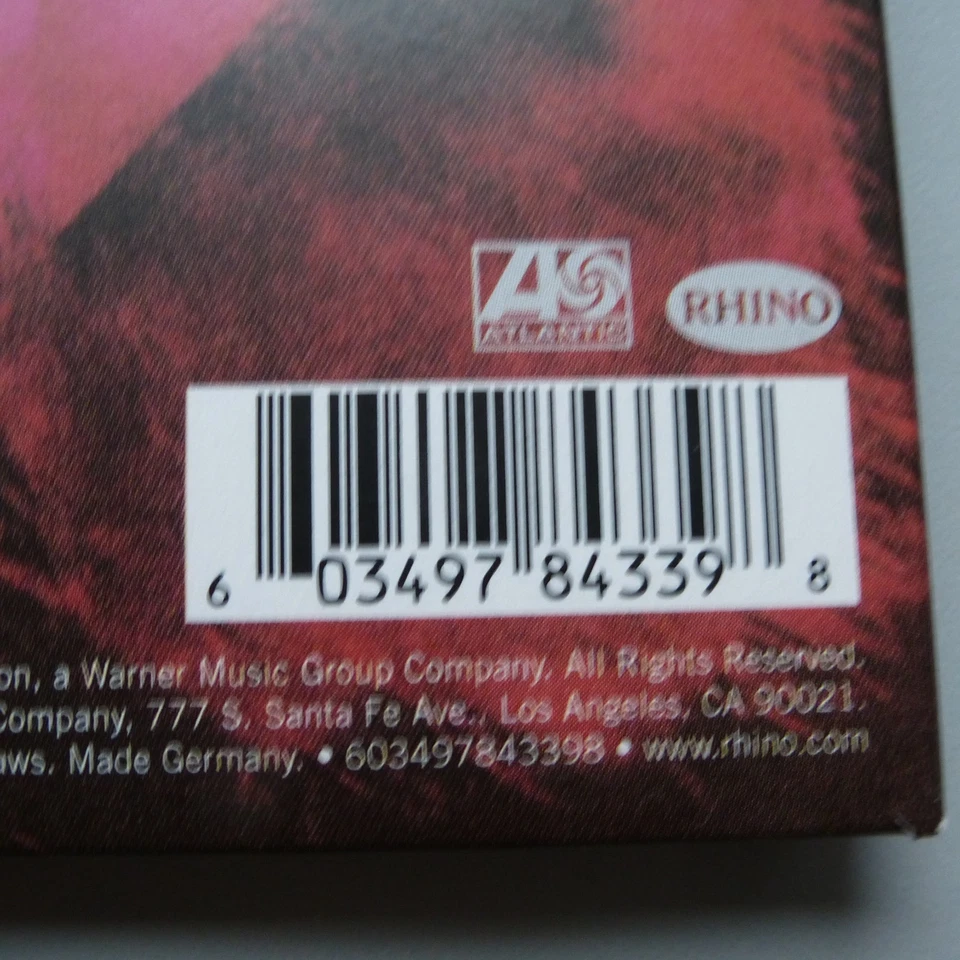 A
ATLANTIC
RHINO
6 03497 84339 8
on, a Warner Music Group Company. All Rights Reserved.
Company, 777 S. Santa Fe Ave., Los Angeles, CA 90021.
aws. Made Germany. • 603497843398 • www.rhino.com